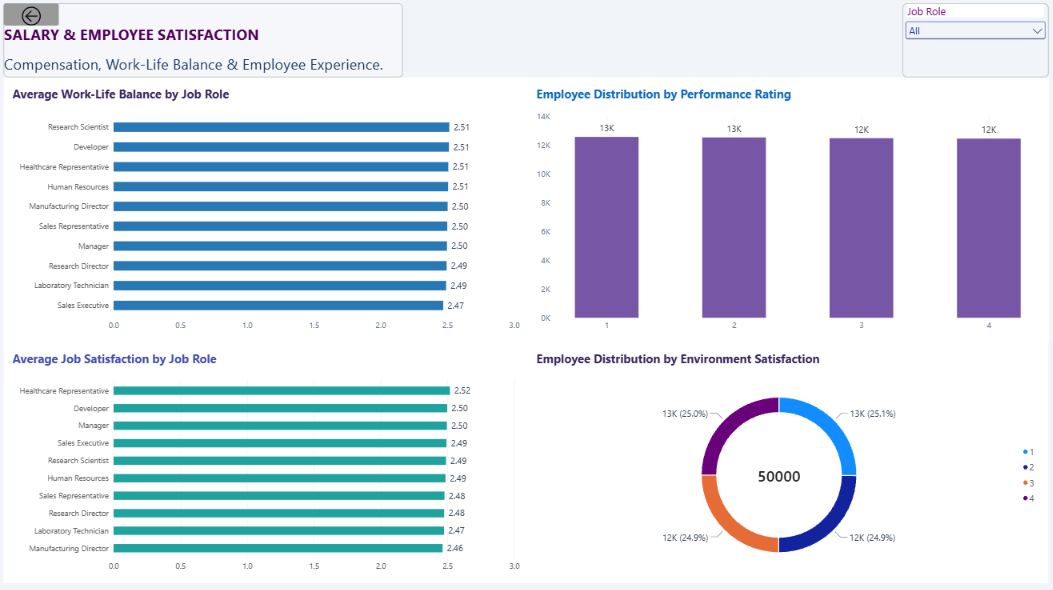 SALARY & EMPLOYEE SATISFACTION
Compensation, Work-Life Balance & Employee Experience.
Job Role
All
Average Work-Life Balance by Job Role
Research Scientist 2.51
Developer 2.51
Healthcare Representative 2.51
Human Resources 2.51
Manufacturing Director 2.50
Sales Representative 2.50
Manager 2.50
Research Director 2.49
Laboratory Technician 2.49
Sales Executive 2.47
0.0 0.5 1.0 1.5 2.0 2.5 3.0
Employee Distribution by Performance Rating
14K
12K
10K
8K
6K
4K
2K
0K
13K 13K 12K 12K
1 2 3 4
Average Job Satisfaction by Job Role
Healthcare Representative 2.52
Developer 2.50
Manager 2.50
Sales Executive 2.49
Research Scientist 2.49
Human Resources 2.49
Sales Representative 2.48
Research Director 2.48
Laboratory Technician 2.47
Manufacturing Director 2.46
0.0 0.5 1.0 1.5 2.0 2.5 3.0
Employee Distribution by Environment Satisfaction
13K (25.0%) 13K (25.1%)
50000
12K (24.9%) 12K (24.9%)
1
2
3
4